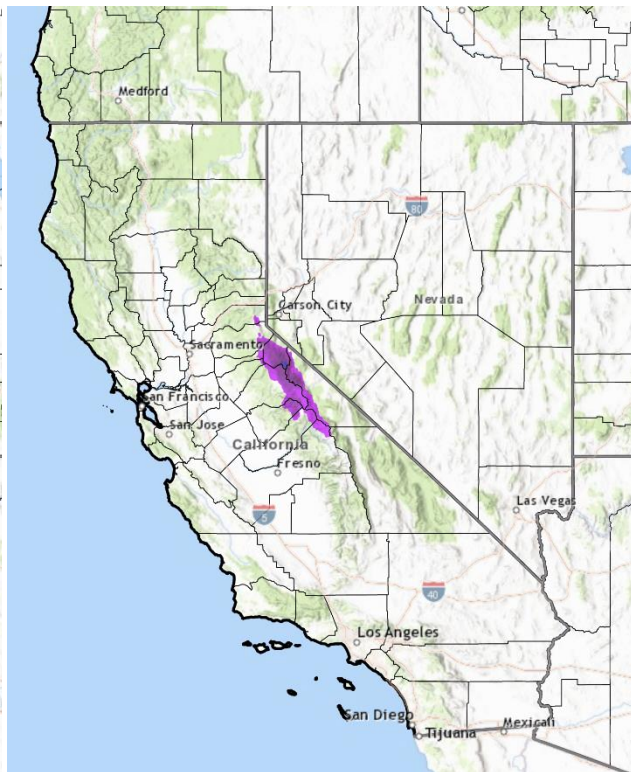 Medford
80
Carson City
Nevada
Sacramento
San Francisco
San Jose
California
Fresno
Las Vegas
5
40
Los Angeles
San Diego
Mexicali
Tijuana